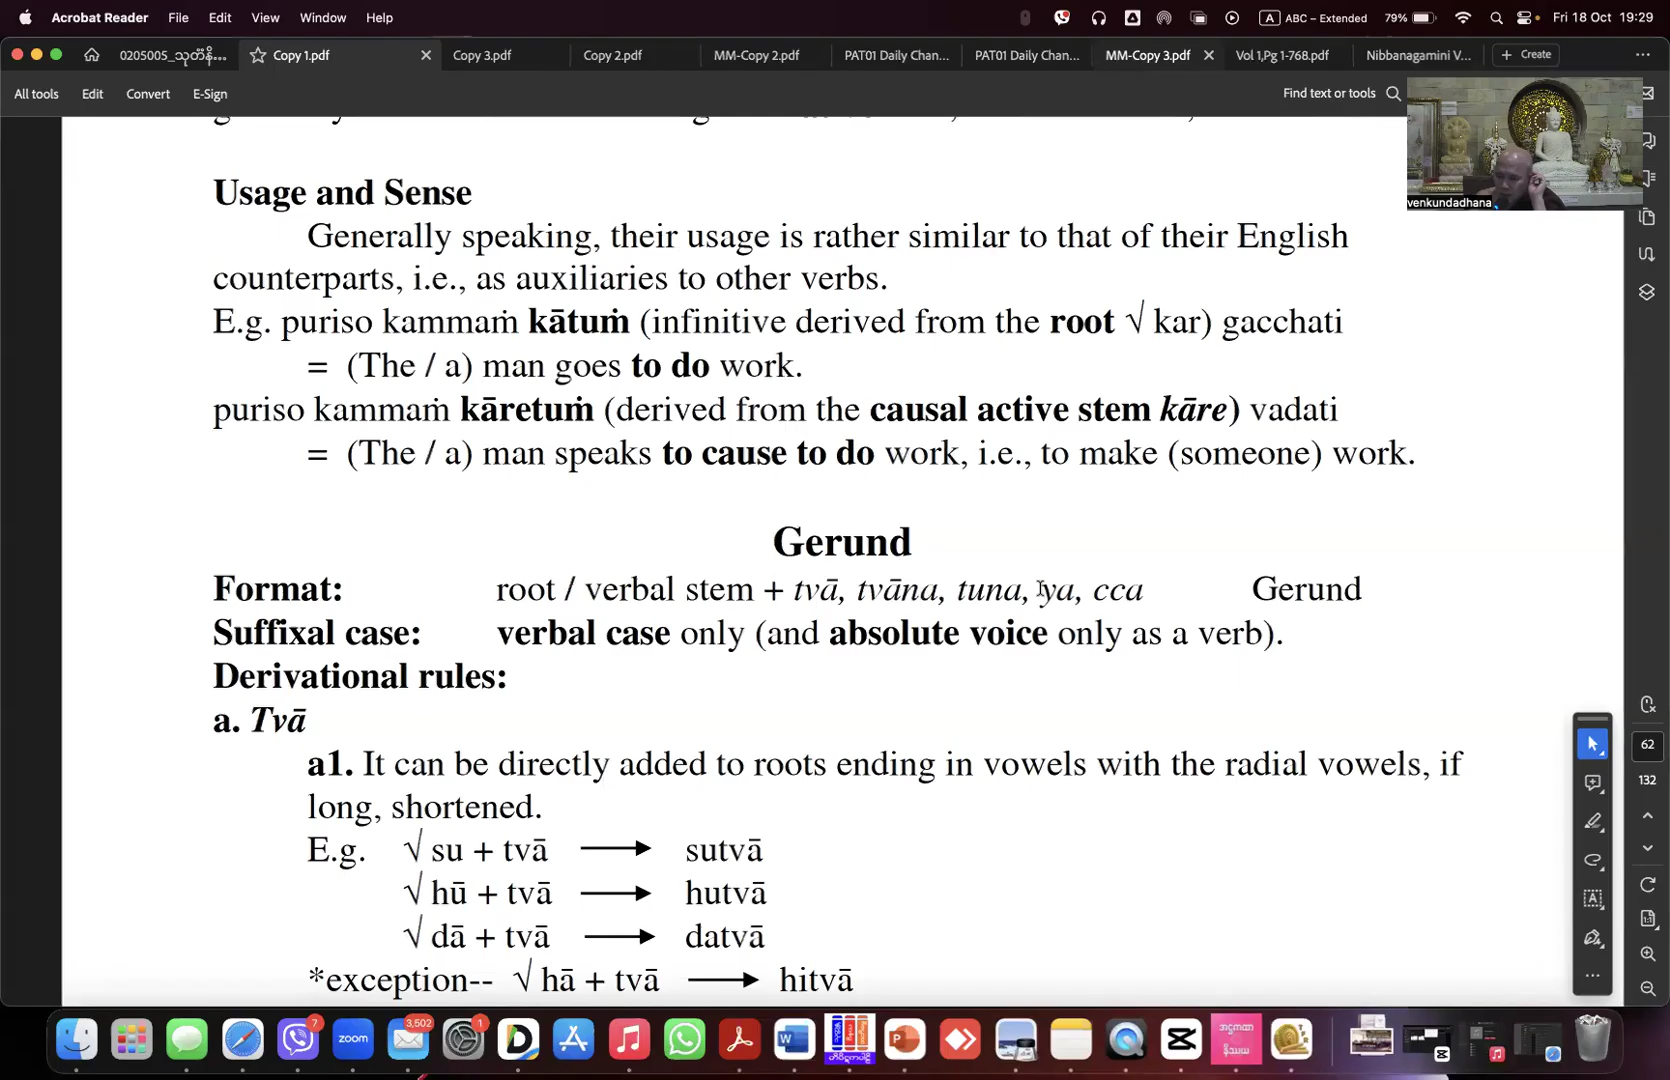 Acrobat Reader File Edit View Window Help ABC – Extended 79% Fri 18 Oct 19:29
0205005_သုတ္တံနိ... Copy 1.pdf Copy 3.pdf Copy 2.pdf MM-Copy 2.pdf PAT01 Daily Chan... PAT01 Daily Chan... MM-Copy 3.pdf Vol 1,Pg 1-768.pdf Nibbanagamini V... + Create
All tools Edit Convert E-Sign Find text or tools
venkundadhana
Usage and Sense
Generally speaking, their usage is rather similar to that of their English
counterparts, i.e., as auxiliaries to other verbs.
E.g. puriso kammaṁ kātuṁ (infinitive derived from the root √ kar) gacchati
= (The / a) man goes to do work.
puriso kammaṁ kāretuṁ (derived from the causal active stem kāre) vadati
= (The / a) man speaks to cause to do work, i.e., to make (someone) work.
Gerund
Format: root / verbal stem + tvā, tvāna, tuna, ya, cca Gerund
Suffixal case: verbal case only (and absolute voice only as a verb).
Derivational rules:
a. Tvā
a1. It can be directly added to roots ending in vowels with the radial vowels, if
long, shortened.
E.g. √ su + tvā → sutvā
√ hū + tvā → hutvā
√ dā + tvā → datvā
*exception-- √ hā + tvā → hitvā
62
132
7 zoom 3,502 1